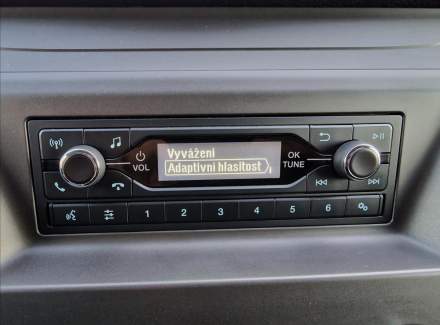 Vyvážení
Adaptivní hlasitost
VOL
OK
TUNE
1 2 3 4 5 6